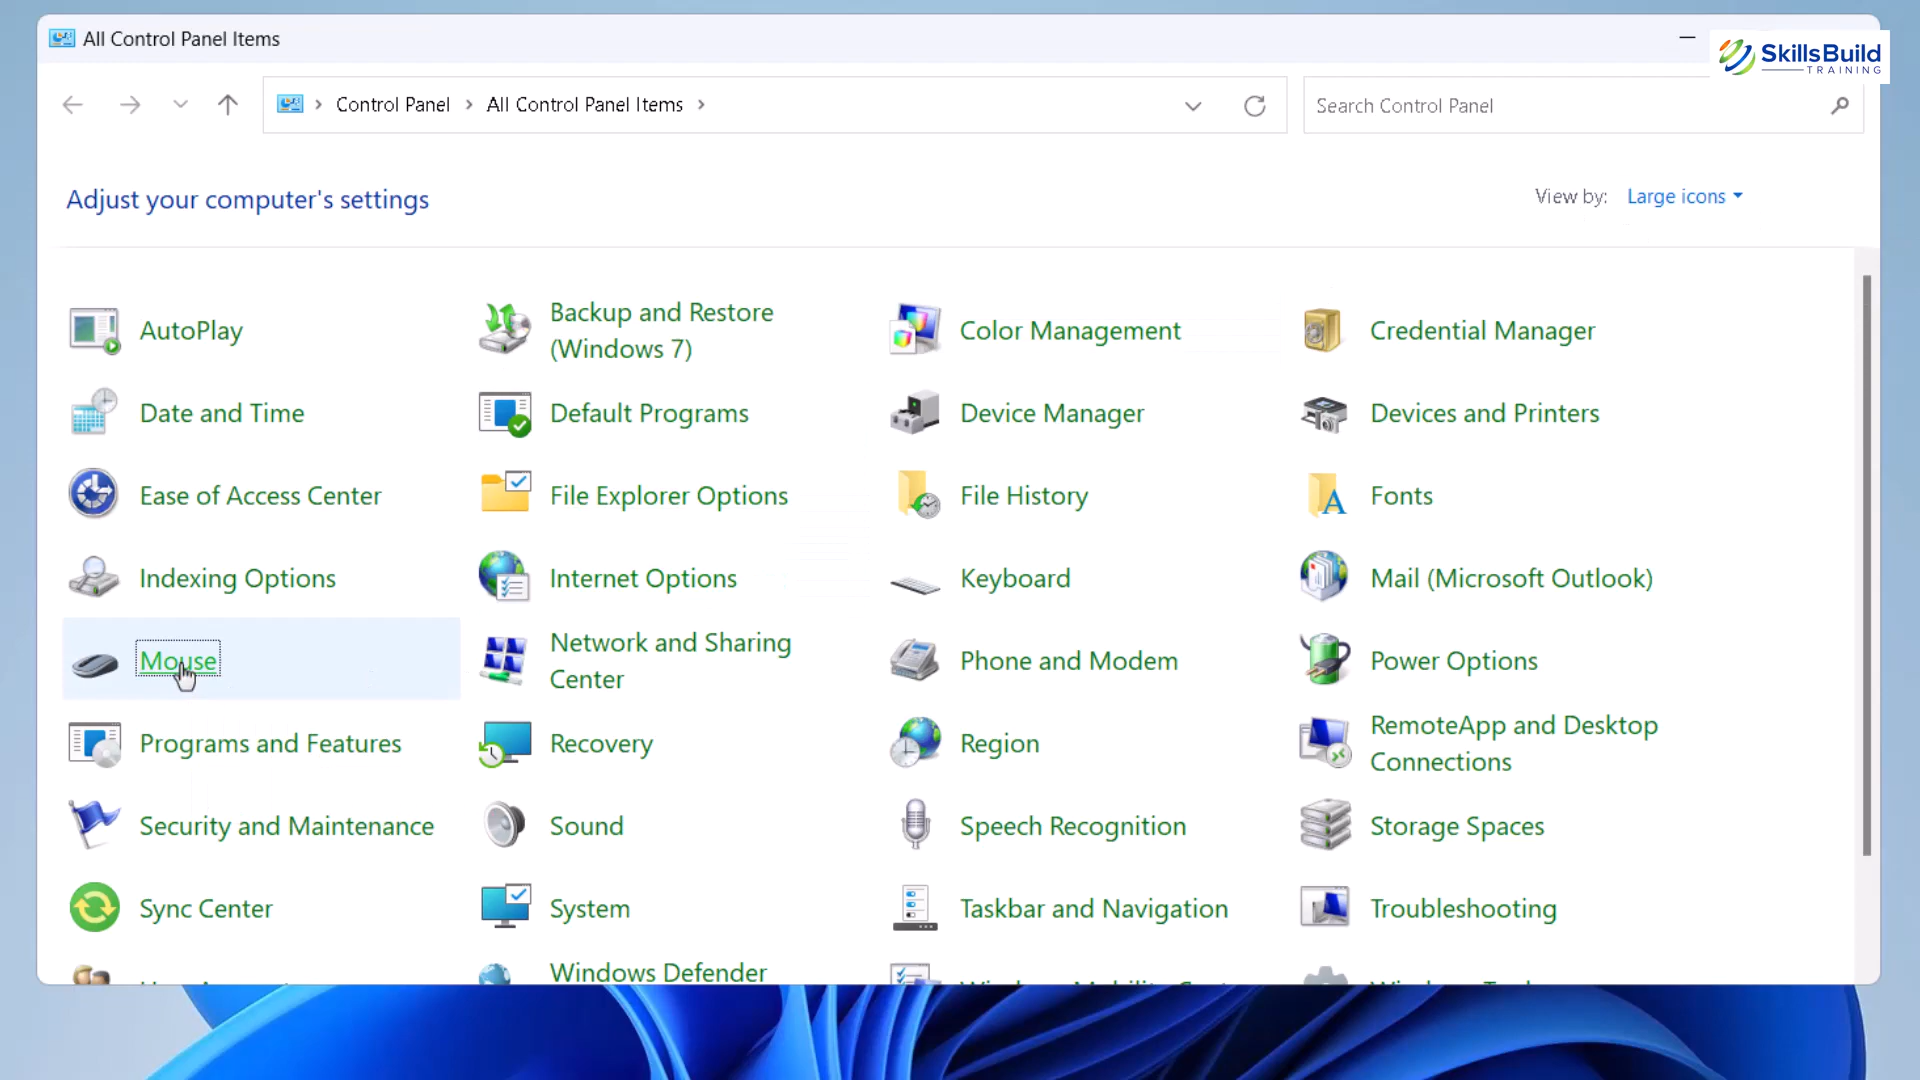 All Control Panel Items
SkillsBuild
TRAINING
Control Panel > All Control Panel Items >
Search Control Panel
Adjust your computer's settings
View by: Large icons
AutoPlay
Backup and Restore
(Windows 7)
Color Management
Credential Manager
Date and Time
Default Programs
Device Manager
Devices and Printers
Ease of Access Center
File Explorer Options
File History
Fonts
Indexing Options
Internet Options
Keyboard
Mail (Microsoft Outlook)
Mouse
Network and Sharing
Center
Phone and Modem
Power Options
Programs and Features
Recovery
Region
RemoteApp and Desktop
Connections
Security and Maintenance
Sound
Speech Recognition
Storage Spaces
Sync Center
System
Taskbar and Navigation
Troubleshooting
Windows Defender